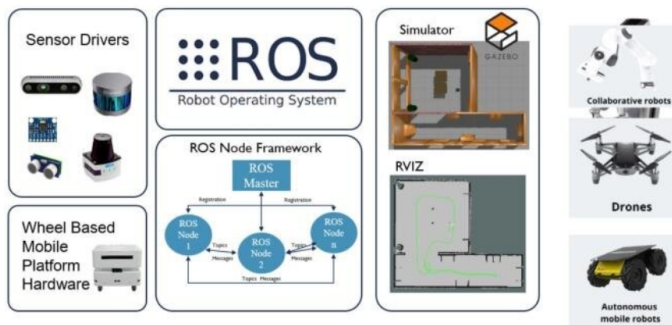 Sensor Drivers
ROS
Robot Operating System
Simulator
GAZEBO
Collaborative robots
ROS Node Framework
ROS
Master
Registration
Registration
ROS
Node
1
ROS
Node
2
ROS
Node
n
Topics
Messages
Topics
Messages
Topics Messages
RVIZ
Wheel Based
Mobile
Platform
Hardware
Drones
Autonomous
mobile robots